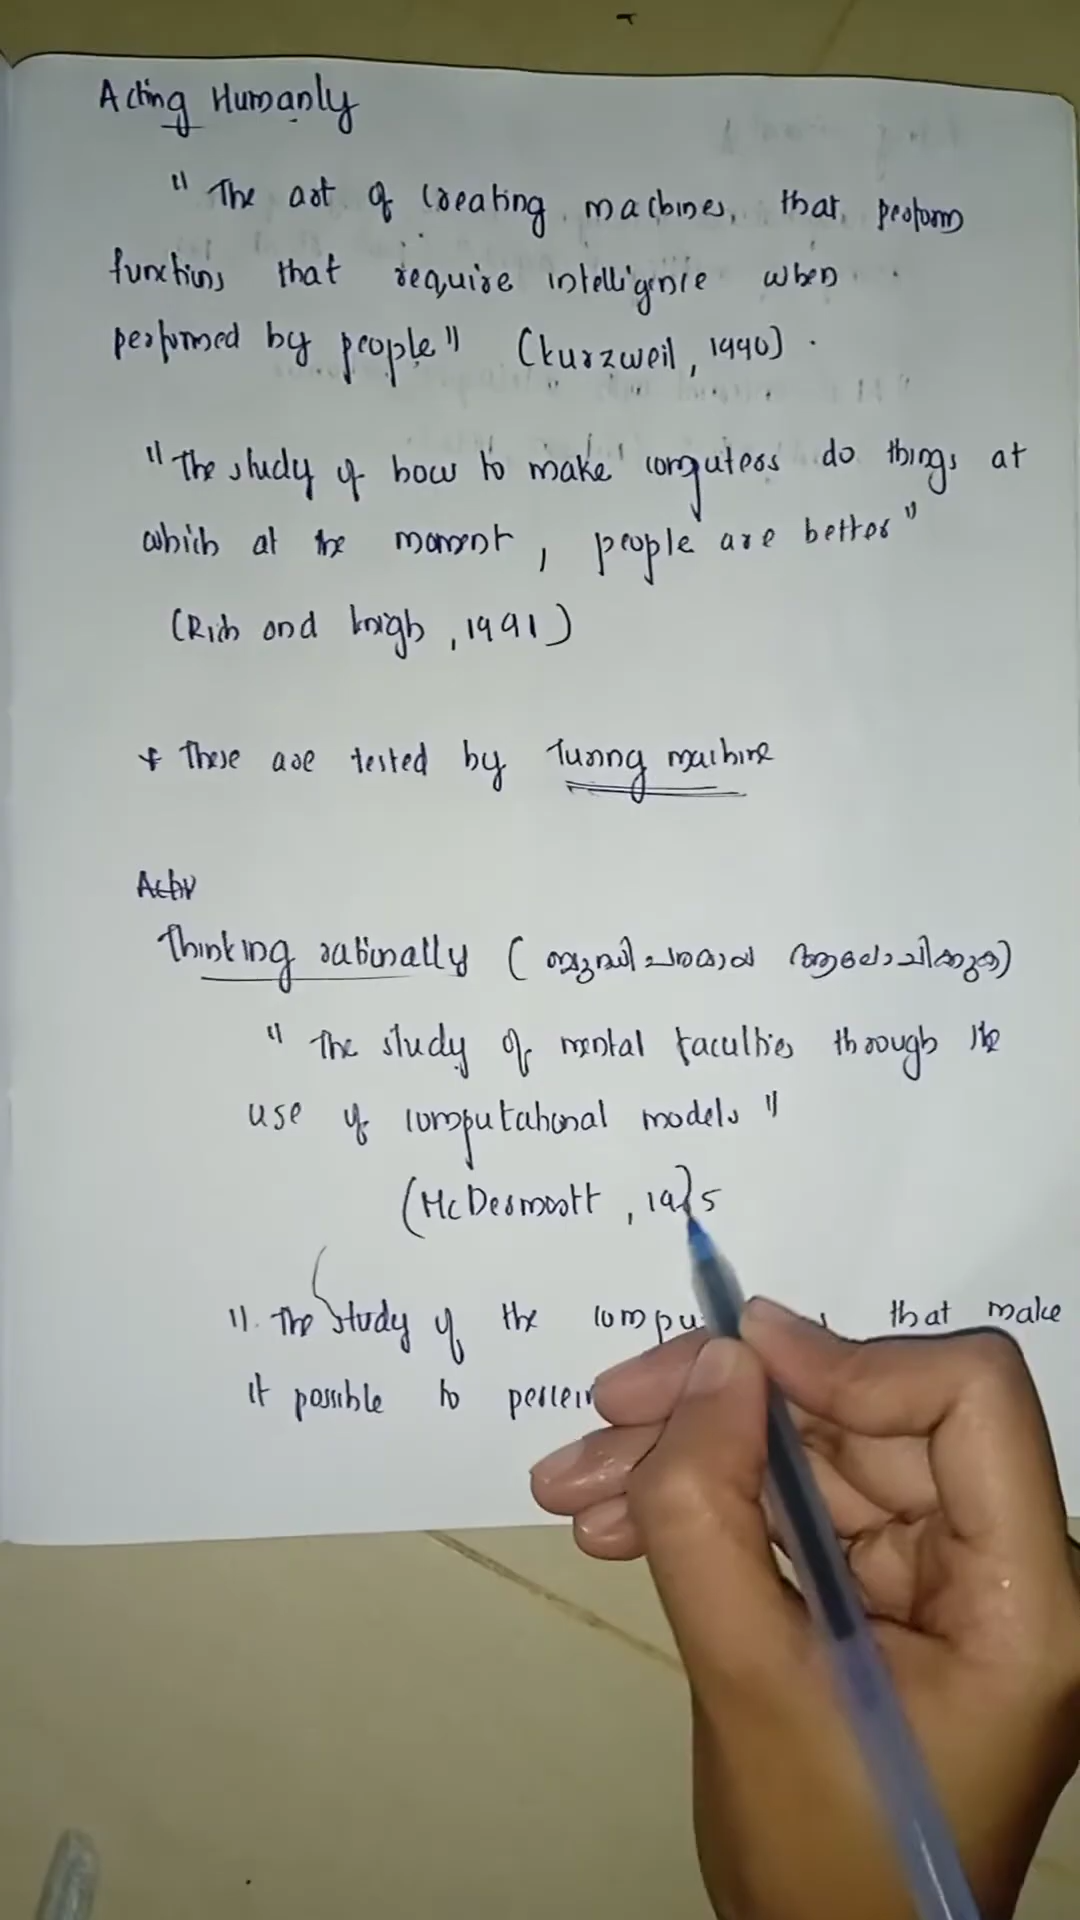 Acting Humanly
"The art of creating machines, that perform
functions that require intelligence when
performed by people" (Kurzweil, 1990).
"The study of how to make computers do things at
which at the moment, people are better"
(Rich and knigh, 1991)
* These are tested by Turing machine
Thinking rationally (ബുദ്ധിപരമായ ആലോചിക്കുക)
"The study of mental faculties through the
use of computational models"
(McDermott,
"The study of the that make
it possible to